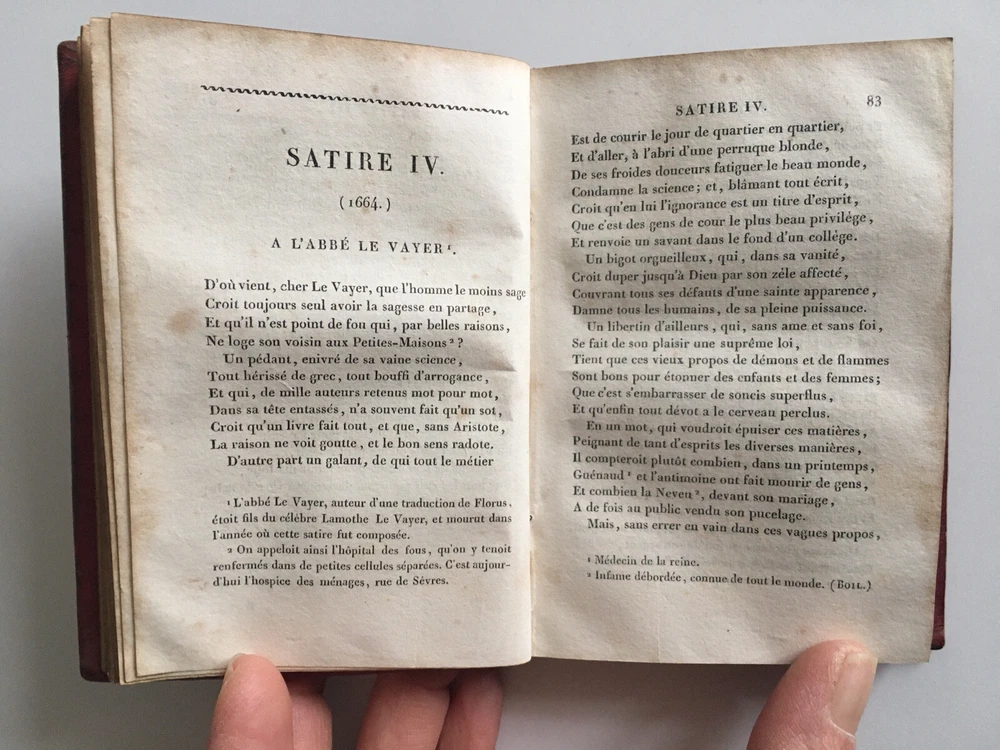 SATIRE IV.
(1664.)
A L'ABBÉ LE VAYER¹.
D'où vient, cher Le Vayer, que l'homme le moins sage
Croit toujours seul avoir la sagesse en partage,
Et qu'il n'est point de fou qui, par belles raisons,
Ne loge son voisin aux Petites-Maisons² ?
Un pédant, enivré de sa vaine science,
Tout hérissé de grec, tout bouffi d'arrogance,
Et qui, de mille auteurs retenus mot pour mot,
Dans sa tête entassés, n'a souvent fait qu'un sot,
Croit qu'un livre fait tout, et que, sans Aristote,
La raison ne voit goutte, et le bon sens radote.
D'autre part un galant, de qui tout le métier
¹ L'abbé Le Vayer, auteur d'une traduction de Florus,
étoit fils du célèbre Lamothe Le Vayer, et mourut dans
l'année où cette satire fut composée.
² On appeloit ainsi l'hôpital des fous, qu'on y tenoit
renfermés dans de petites cellules séparées. C'est aujour-
d'hui l'hospice des ménages, rue de Sèvres.
SATIRE IV. 83
Est de courir le jour de quartier en quartier,
Et d'aller, à l'abri d'une perruque blonde,
De ses froides douceurs fatiguer le beau monde,
Condamne la science ; et, blâmant tout écrit,
Croit qu'en lui l'ignorance est un titre d'esprit,
Que c'est des gens de cour le plus beau privilége,
Et renvoie un savant dans le fond d'un collège.
Un bigot orgueilleux, qui, dans sa vanité,
Croit duper jusqu'à Dieu par son zéle affecté,
Couvrant tous ses défauts d'une sainte apparence,
Damne tous les humains, de sa pleine puissance.
Un libertin d'ailleurs, qui, sans ame et sans foi,
Se fait de son plaisir une suprême loi,
Tient que ces vieux propos de démons et de flammes
Sont bons pour étonner des enfants et des femmes ;
Que c'est s'embarrasser de soucis superflus,
Et qu'enfin tout dévot a le cerveau perclus.
En un mot, qui voudroit épuiser ces matières,
Peignant de tant d'esprits les diverses manières,
Il compteroit plutôt combien, dans un printemps,
Guénaud ¹ et l'antimoine ont fait mourir de gens,
Et combien la Neveu ², devant son mariage,
A de fois au public vendu son pucelage.
Mais, sans errer en vain dans ces vagues propos,
¹ Médecin de la reine.
² Infame débordée, connue de tout le monde. (BOIL.)